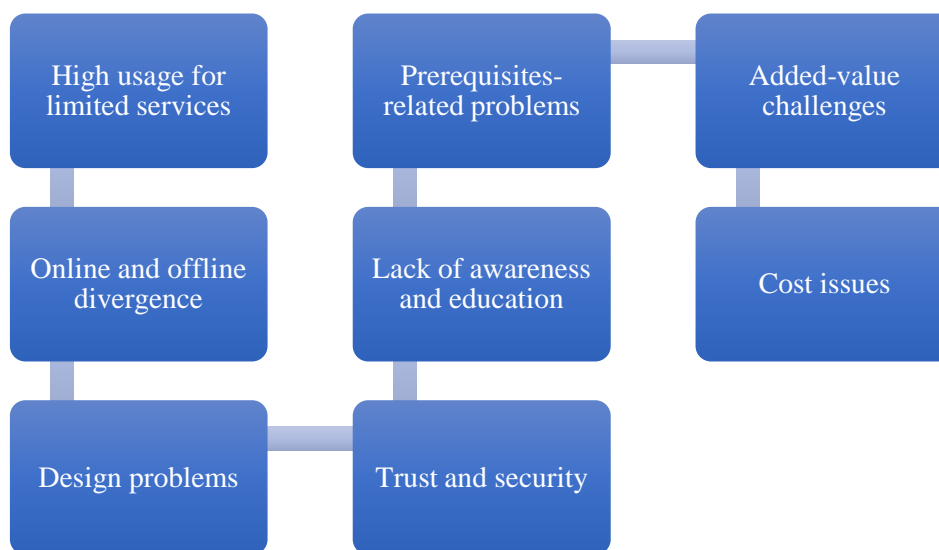 High usage for
limited services
Online and offline
divergence
Design problems
Trust and security
Lack of awareness
and education
Prerequisites-
related problems
Added-value
challenges
Cost issues